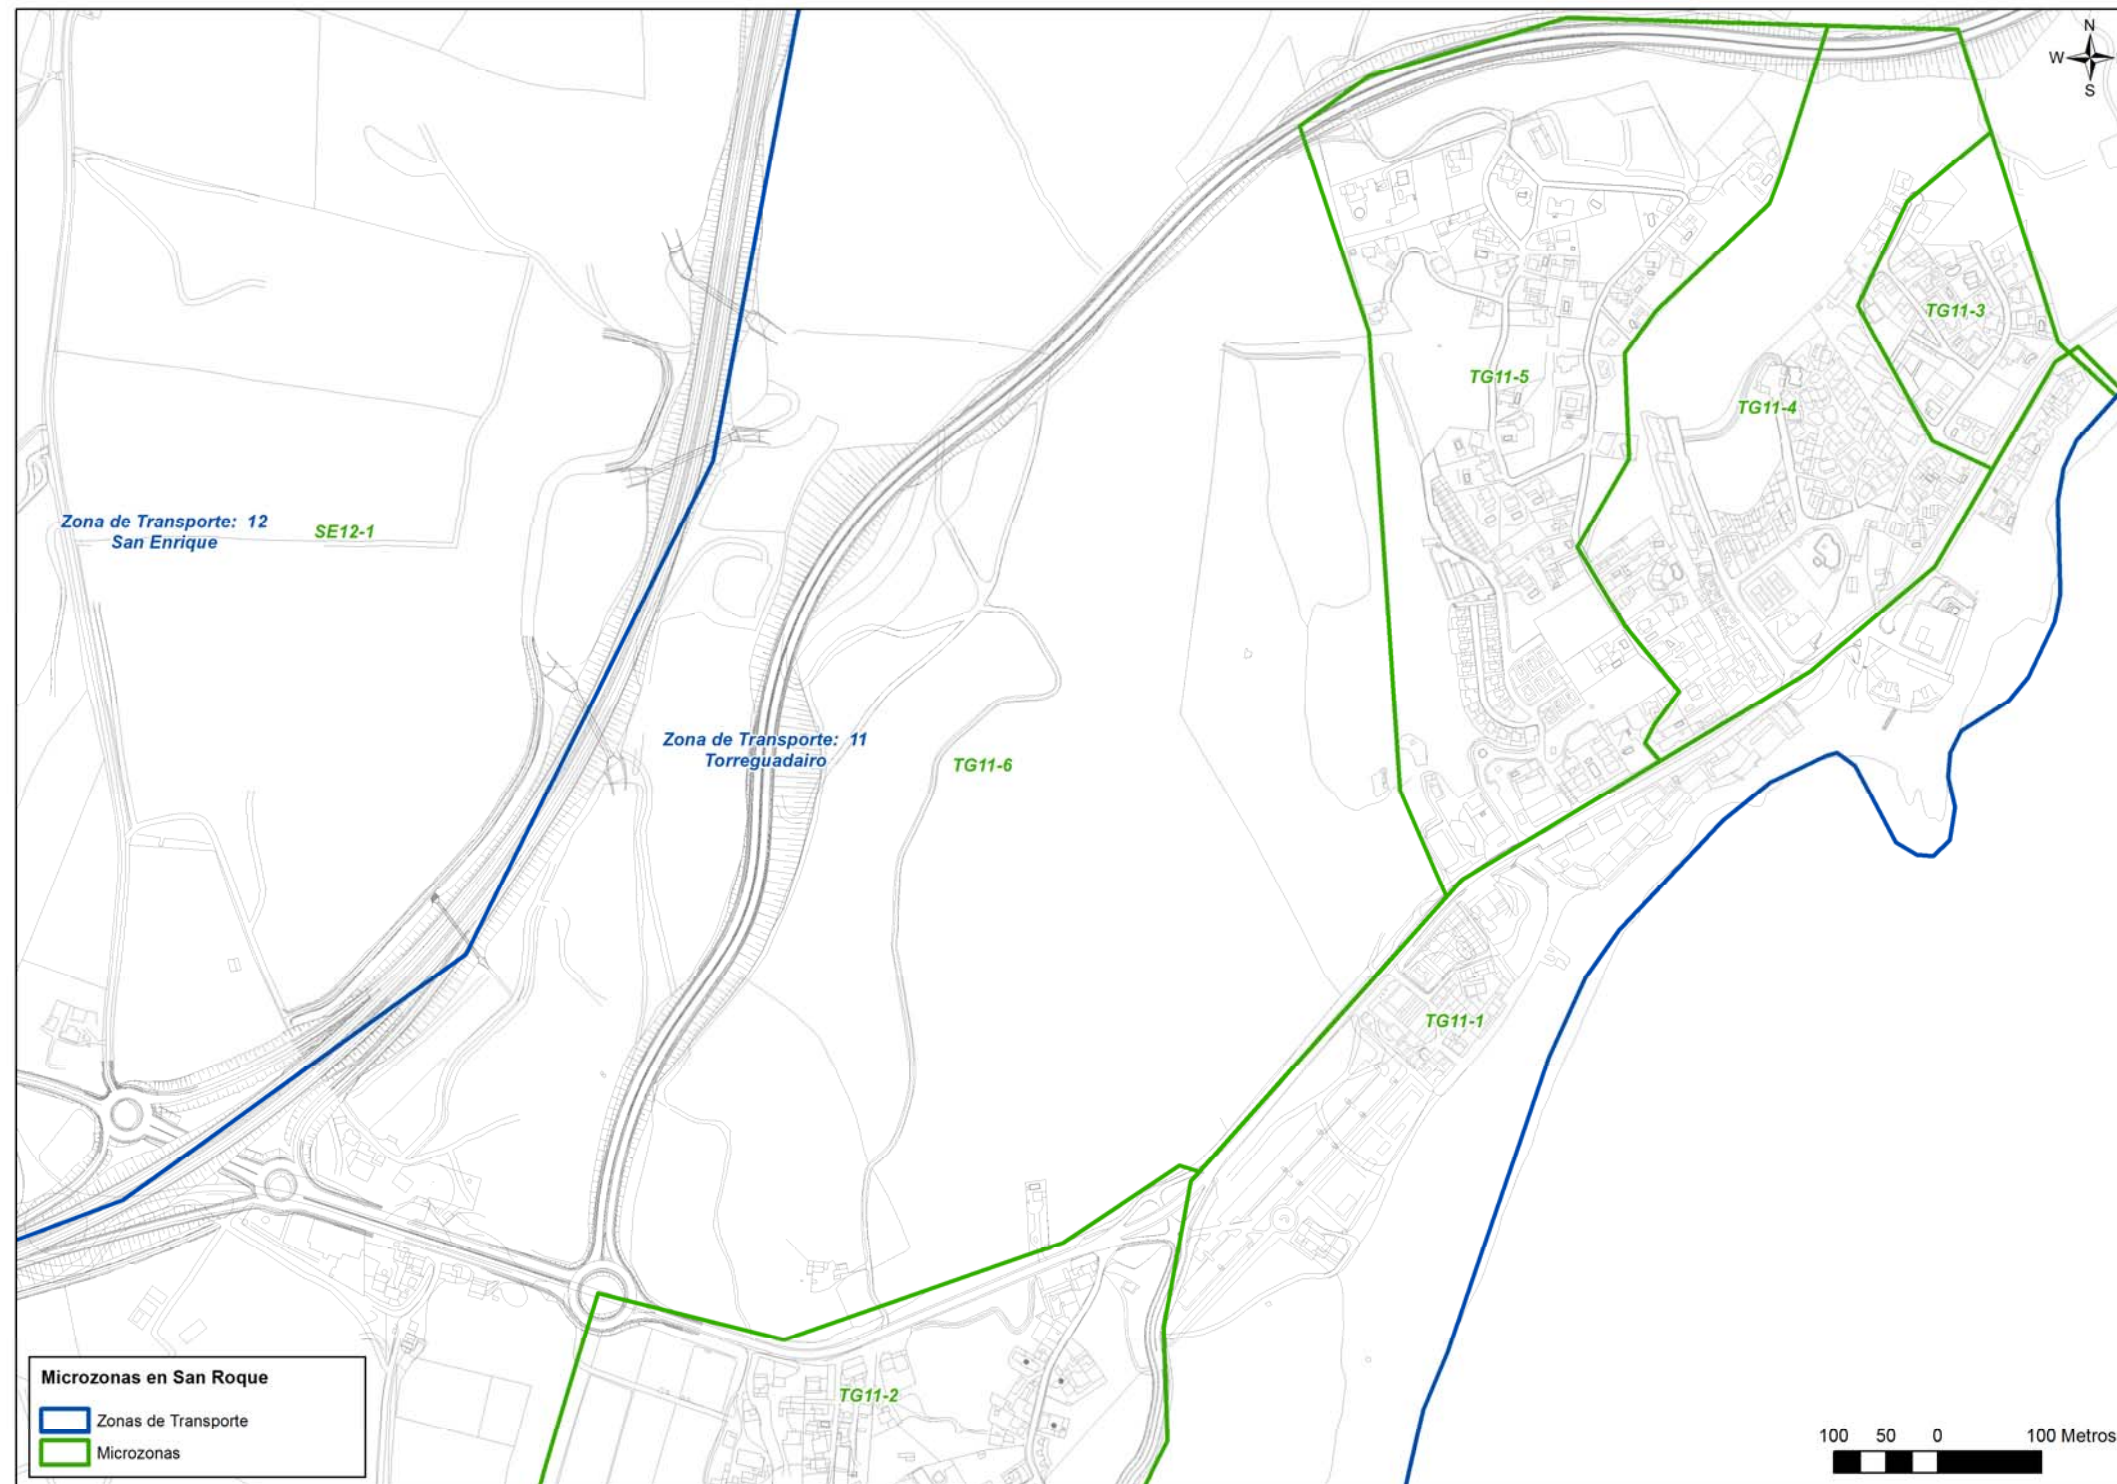 N
W
S
TG11-3
TG11-5
TG11-4
Zona de Transporte: 12
San Enrique
SE12-1
Zona de Transporte: 11
Torreguadairo
TG11-6
TG11-1
TG11-2
Microzonas en San Roque
Zonas de Transporte
Microzonas
100 50 0 100 Metros